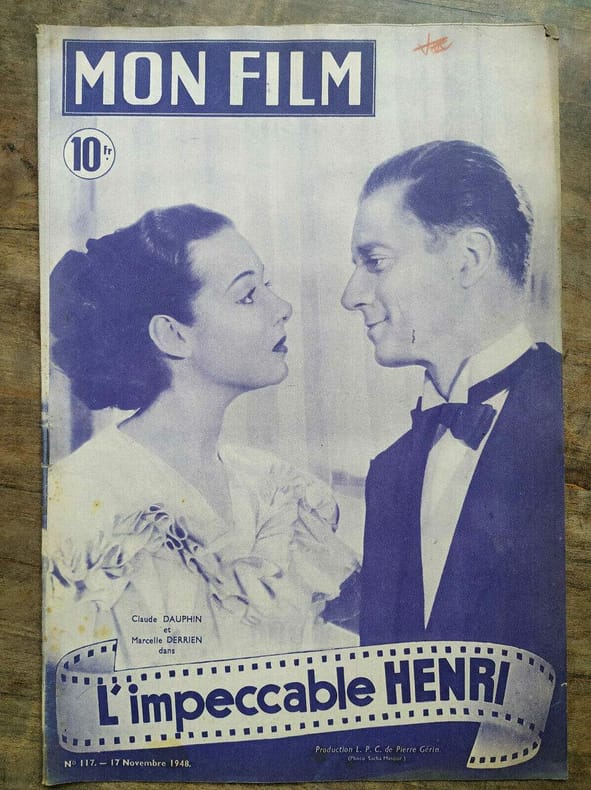 MON FILM
10 Fr.
Claude DAUPHIN
et
Marcelle DERRIEN
dans
L'impeccable HENRI
Production L. P. C. de Pierre Gérin.
(Photo Sacha Masour.)
N° 117. — 17 Novembre 1948.